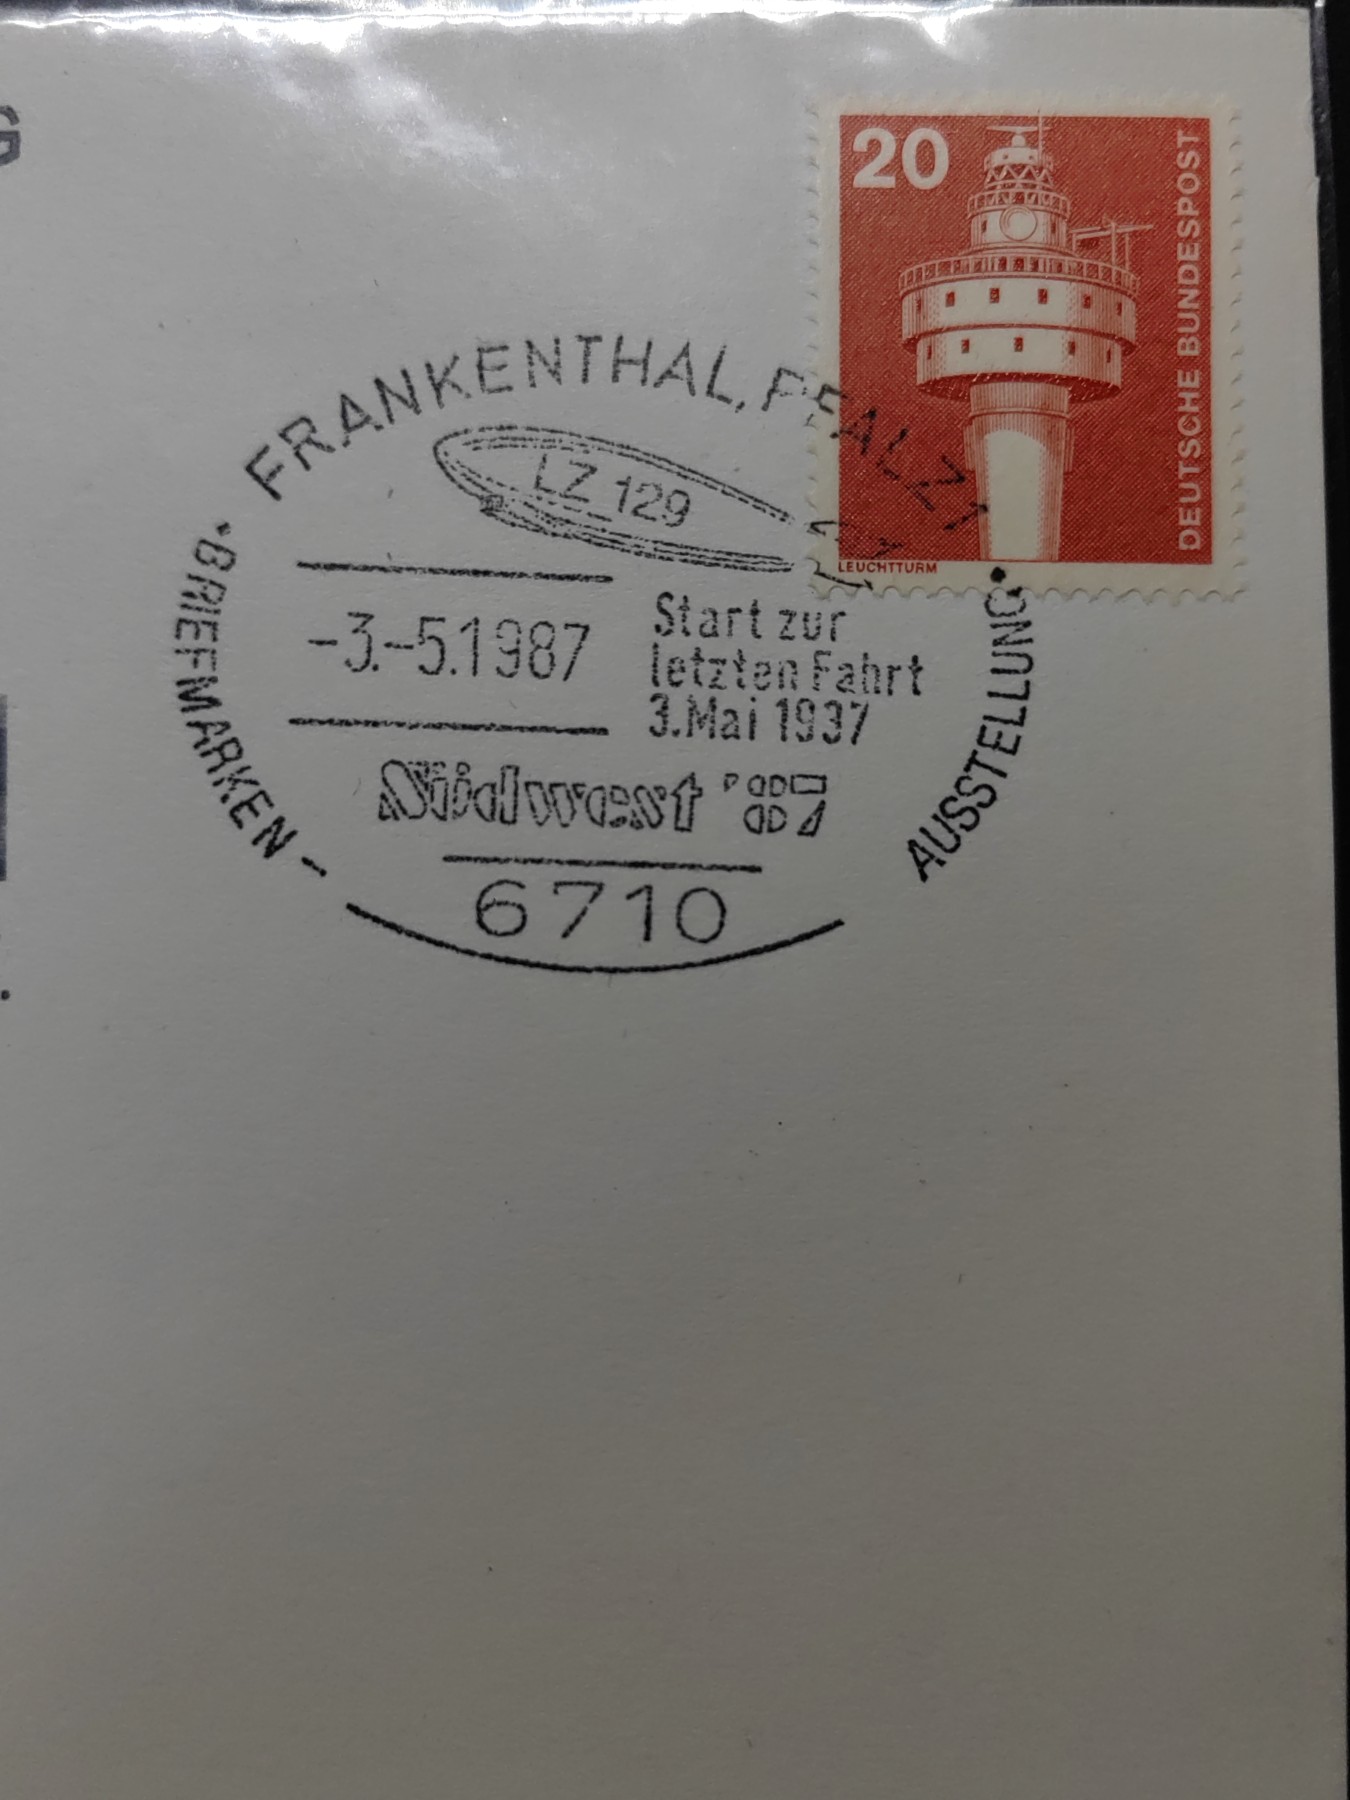 G
20
DEUTSCHE BUNDESPOST
LEUCHTTURM
FRANKENTHAL, PFALZ 1
LZ 129
-3.-5.1987
Start zur
letzten Fahrt
3.Mai 1937
Südwest '87
6710
•BRIEFMARKEN –
AUSSTELLUNG•